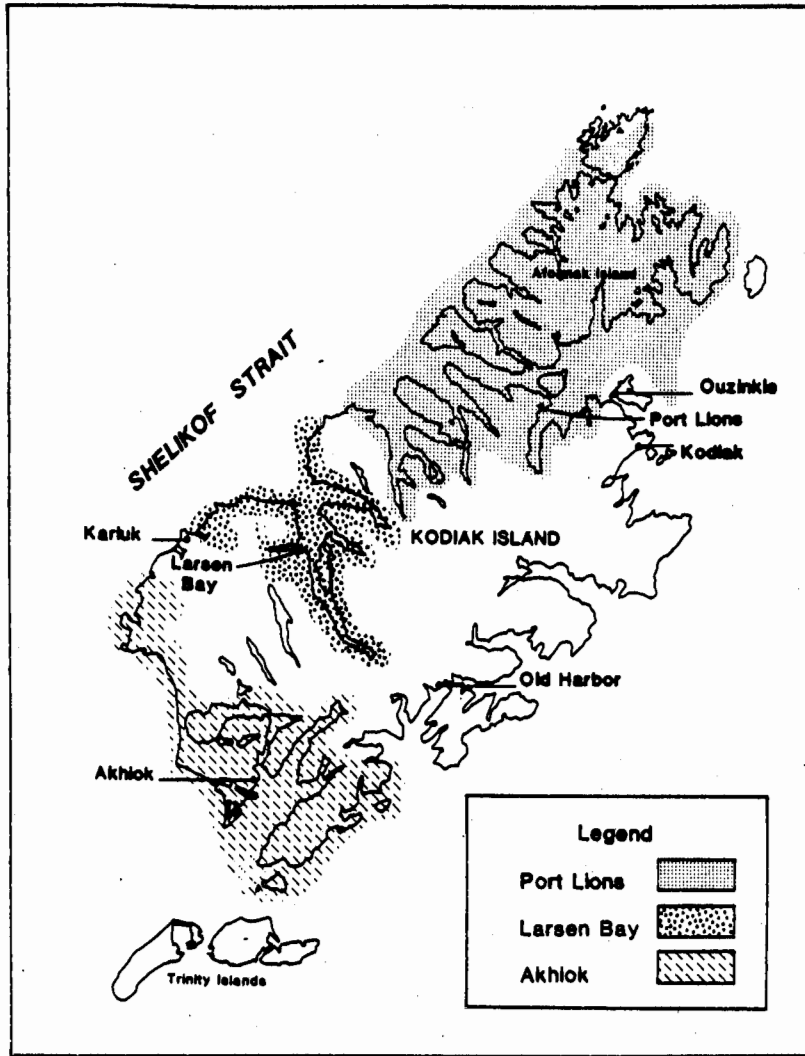 Afognak Island
SHELIKOF STRAIT
Ouzinkie
Port Lions
Kodiak
Karluk
KODIAK ISLAND
Larsen
Bay
Old Harbor
Akhiok
Legend
Port Lions
Larsen Bay
Akhiok
Trinity Islands